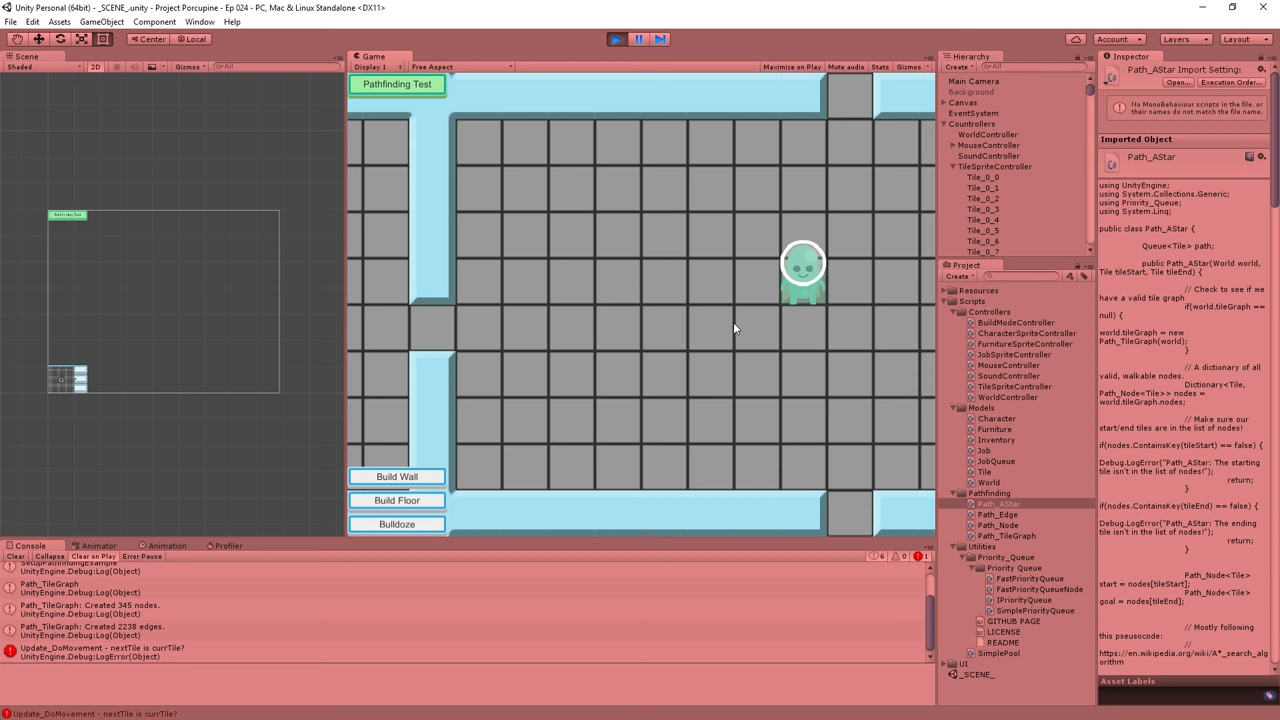 Unity Personal (64bit) - _SCENE_.unity - Project Porcupine - Ep 024 - PC, Mac & Linux Standalone <DX11>
File Edit Assets GameObject Component Window Help
Center Local Account Layers Layout
Scene
Shaded 2D Gizmos All
Game
Display 1 Free Aspect Maximize on Play Mute audio Stats Gizmos
Pathfinding Test
Build Wall
Build Floor
Bulldoze
Hierarchy
Create All
Main Camera
Background
Canvas
EventSystem
Countrollers
WorldController
MouseController
SoundController
TileSpriteController
Tile_0_0
Tile_0_1
Tile_0_2
Tile_0_3
Tile_0_4
Tile_0_5
Tile_0_6
Tile_0_7
Project
Create
Resources
Scripts
Controllers
BuildModeController
CharacterSpriteController
FurnitureSpriteController
JobSpriteController
MouseController
SoundController
TileSpriteController
WorldController
Models
Character
Furniture
Inventory
Job
JobQueue
Tile
World
Pathfinding
Path_AStar
Path_Edge
Path_Node
Path_TileGraph
Utilities
Priority_Queue
Priority Queue
FastPriorityQueue
FastPriorityQueueNode
IPriorityQueue
SimplePriorityQueue
GITHUB PAGE
LICENSE
README
SimplePool
UI
_SCENE_
Inspector
Path_AStar Import Setting:
Open... Execution Order...
No MonoBehaviour scripts in the file, or
their names do not match the file name.
Imported Object
Path_AStar
using UnityEngine;
using System.Collections.Generic;
using Priority_Queue;
using System.Linq;
public class Path_AStar {
Queue<Tile> path;
public Path_AStar(World world,
Tile tileStart, Tile tileEnd) {
// Check to see if we
have a valid tile graph
if(world.tileGraph ==
null) {
world.tileGraph = new
Path_TileGraph(world);
}
// A dictionary of all
valid, walkable nodes.
Dictionary<Tile,
Path_Node<Tile>> nodes =
world.tileGraph.nodes;
// Make sure our
start/end tiles are in the list of nodes!
if(nodes.ContainsKey(tileStart) == false) {
Debug.LogError("Path_AStar: The starting
tile isn't in the list of nodes!");
return;
}
if(nodes.ContainsKey(tileEnd) == false) {
Debug.LogError("Path_AStar: The ending
tile isn't in the list of nodes!");
return;
}
Path_Node<Tile>
start = nodes[tileStart];
Path_Node<Tile>
goal = nodes[tileEnd];
// Mostly following
this pseusocode:
//
https://en.wikipedia.org/wiki/A*_search_alg
orithm
Asset Labels
Console Animator Animation Profiler
Clear Collapse Clear on Play Error Pause 6 0 1
SetupPathfindingExample
UnityEngine.Debug:Log(Object)
Path_TileGraph
UnityEngine.Debug:Log(Object)
Path_TileGraph: Created 345 nodes.
UnityEngine.Debug:Log(Object)
Path_TileGraph: Created 2238 edges.
UnityEngine.Debug:Log(Object)
Update_DoMovement - nextTile is currTile?
UnityEngine.Debug:LogError(Object)
Update_DoMovement - nextTile is currTile?